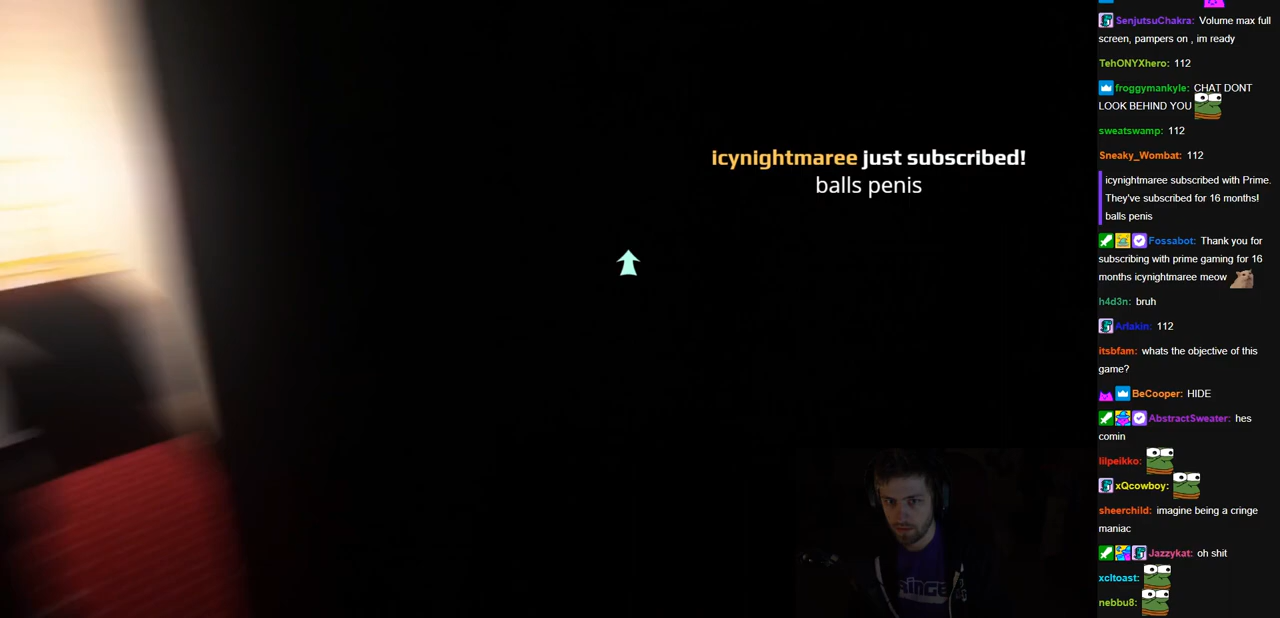 icynightmaree just subscribed!
balls penis
SenjutsuChakra: Volume max full
screen, pampers on , im ready
TehONYXhero: 112
froggymankyle: CHAT DONT
LOOK BEHIND YOU
sweatswamp: 112
Sneaky_Wombat: 112
icynightmaree subscribed with Prime.
They've subscribed for 16 months!
balls penis
Fossabot: Thank you for
subscribing with prime gaming for 16
months icynightmaree meow
h4d3n: bruh
Artakin: 112
itsbfam: whats the objective of this
game?
BeCooper: HIDE
AbstractSweater: hes
comin
lilpeikko:
xQcowboy:
sheerchild: imagine being a cringe
maniac
Jazzykat: oh shit
xcltoast:
nebbu8: